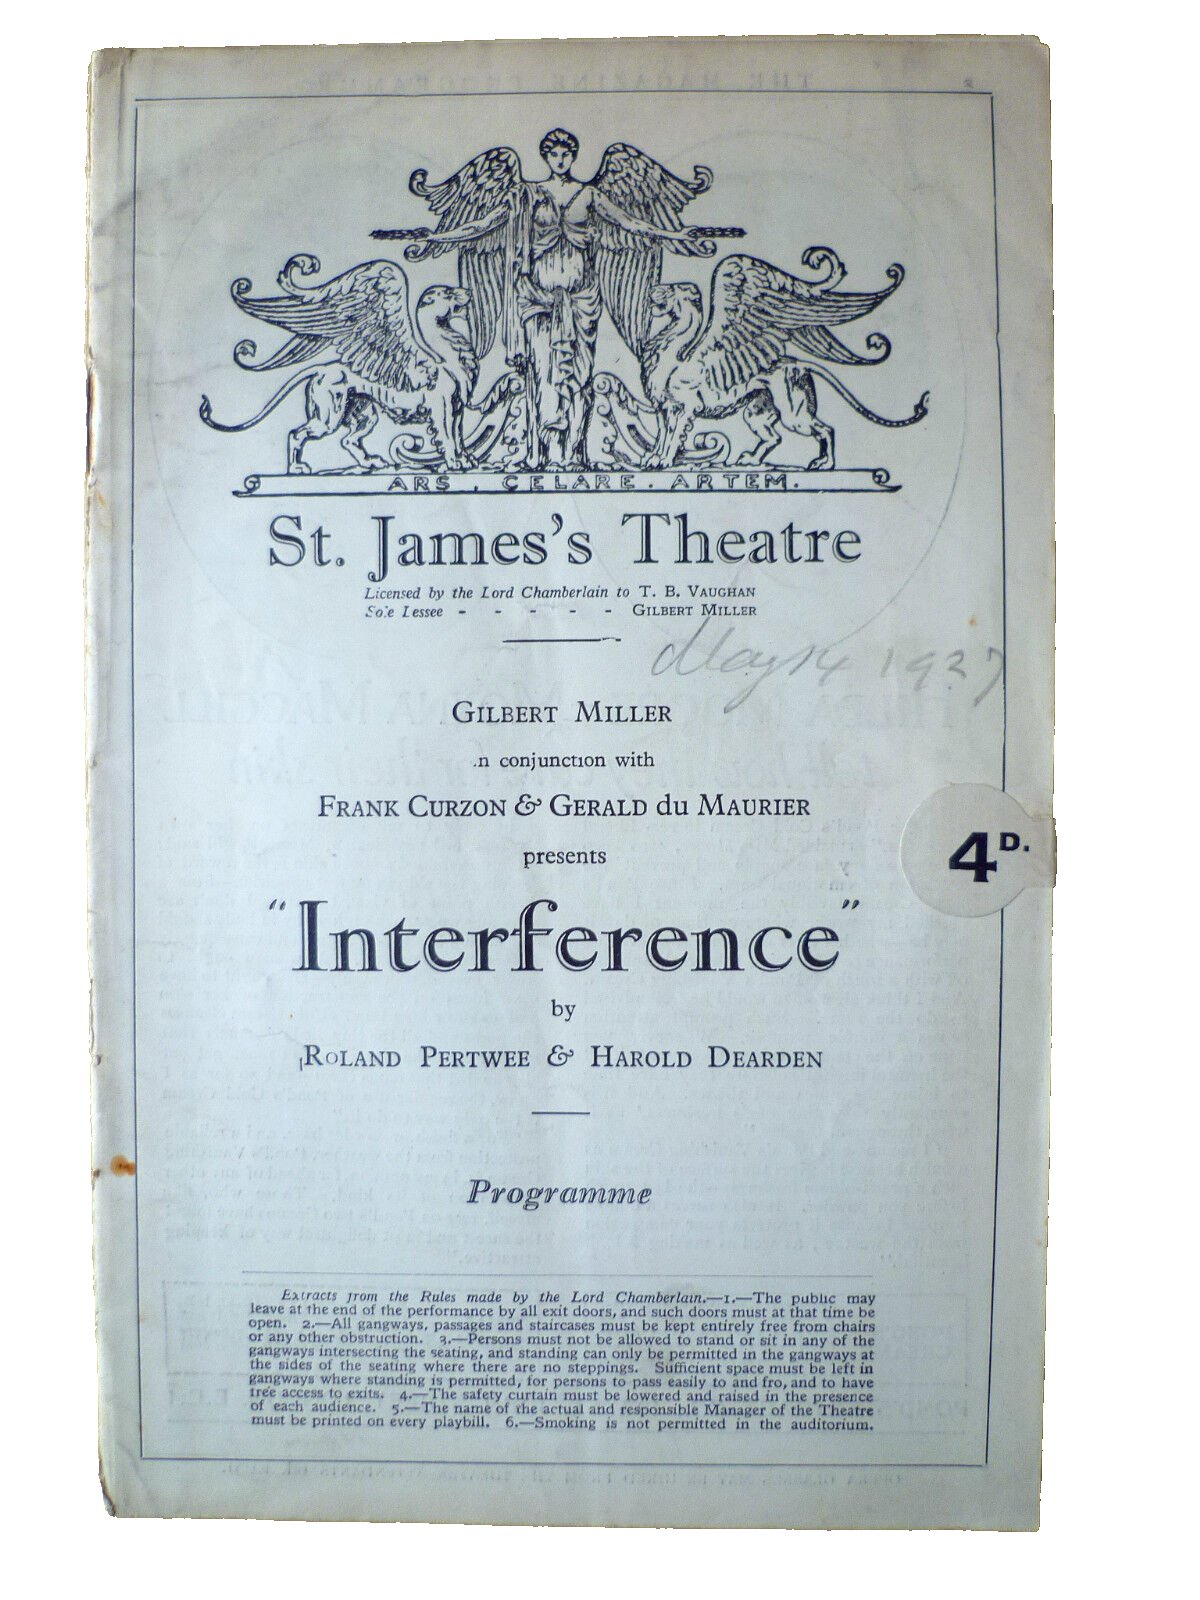 ARS . CELARE . ARTEM.
St. James's Theatre
Licensed by the Lord Chamberlain to T. B. VAUGHAN
Sole Lessee - - - - - GILBERT MILLER
May 14 1927
GILBERT MILLER
.n conjunction with
FRANK CURZON & GERALD du MAURIER
presents
4D.
"Interference"
by
ROLAND PERTWEE & HAROLD DEARDEN
Programme
Extracts from the Rules made by the Lord Chamberlain.—1.—The public may
leave at the end of the performance by all exit doors, and such doors must at that time be
open. 2.—All gangways, passages and staircases must be kept entirely free from chairs
or any other obstruction. 3.—Persons must not be allowed to stand or sit in any of the
gangways intersecting the seating, and standing can only be permitted in the gangways at
the sides of the seating where there are no steppings. Sufficient space must be left in
gangways where standing is permitted, for persons to pass easily to and fro, and to have
free access to exits. 4.—The safety curtain must be lowered and raised in the presence
of each audience. 5.—The name of the actual and responsible Manager of the Theatre
must be printed on every playbill. 6.—Smoking is not permitted in the auditorium.